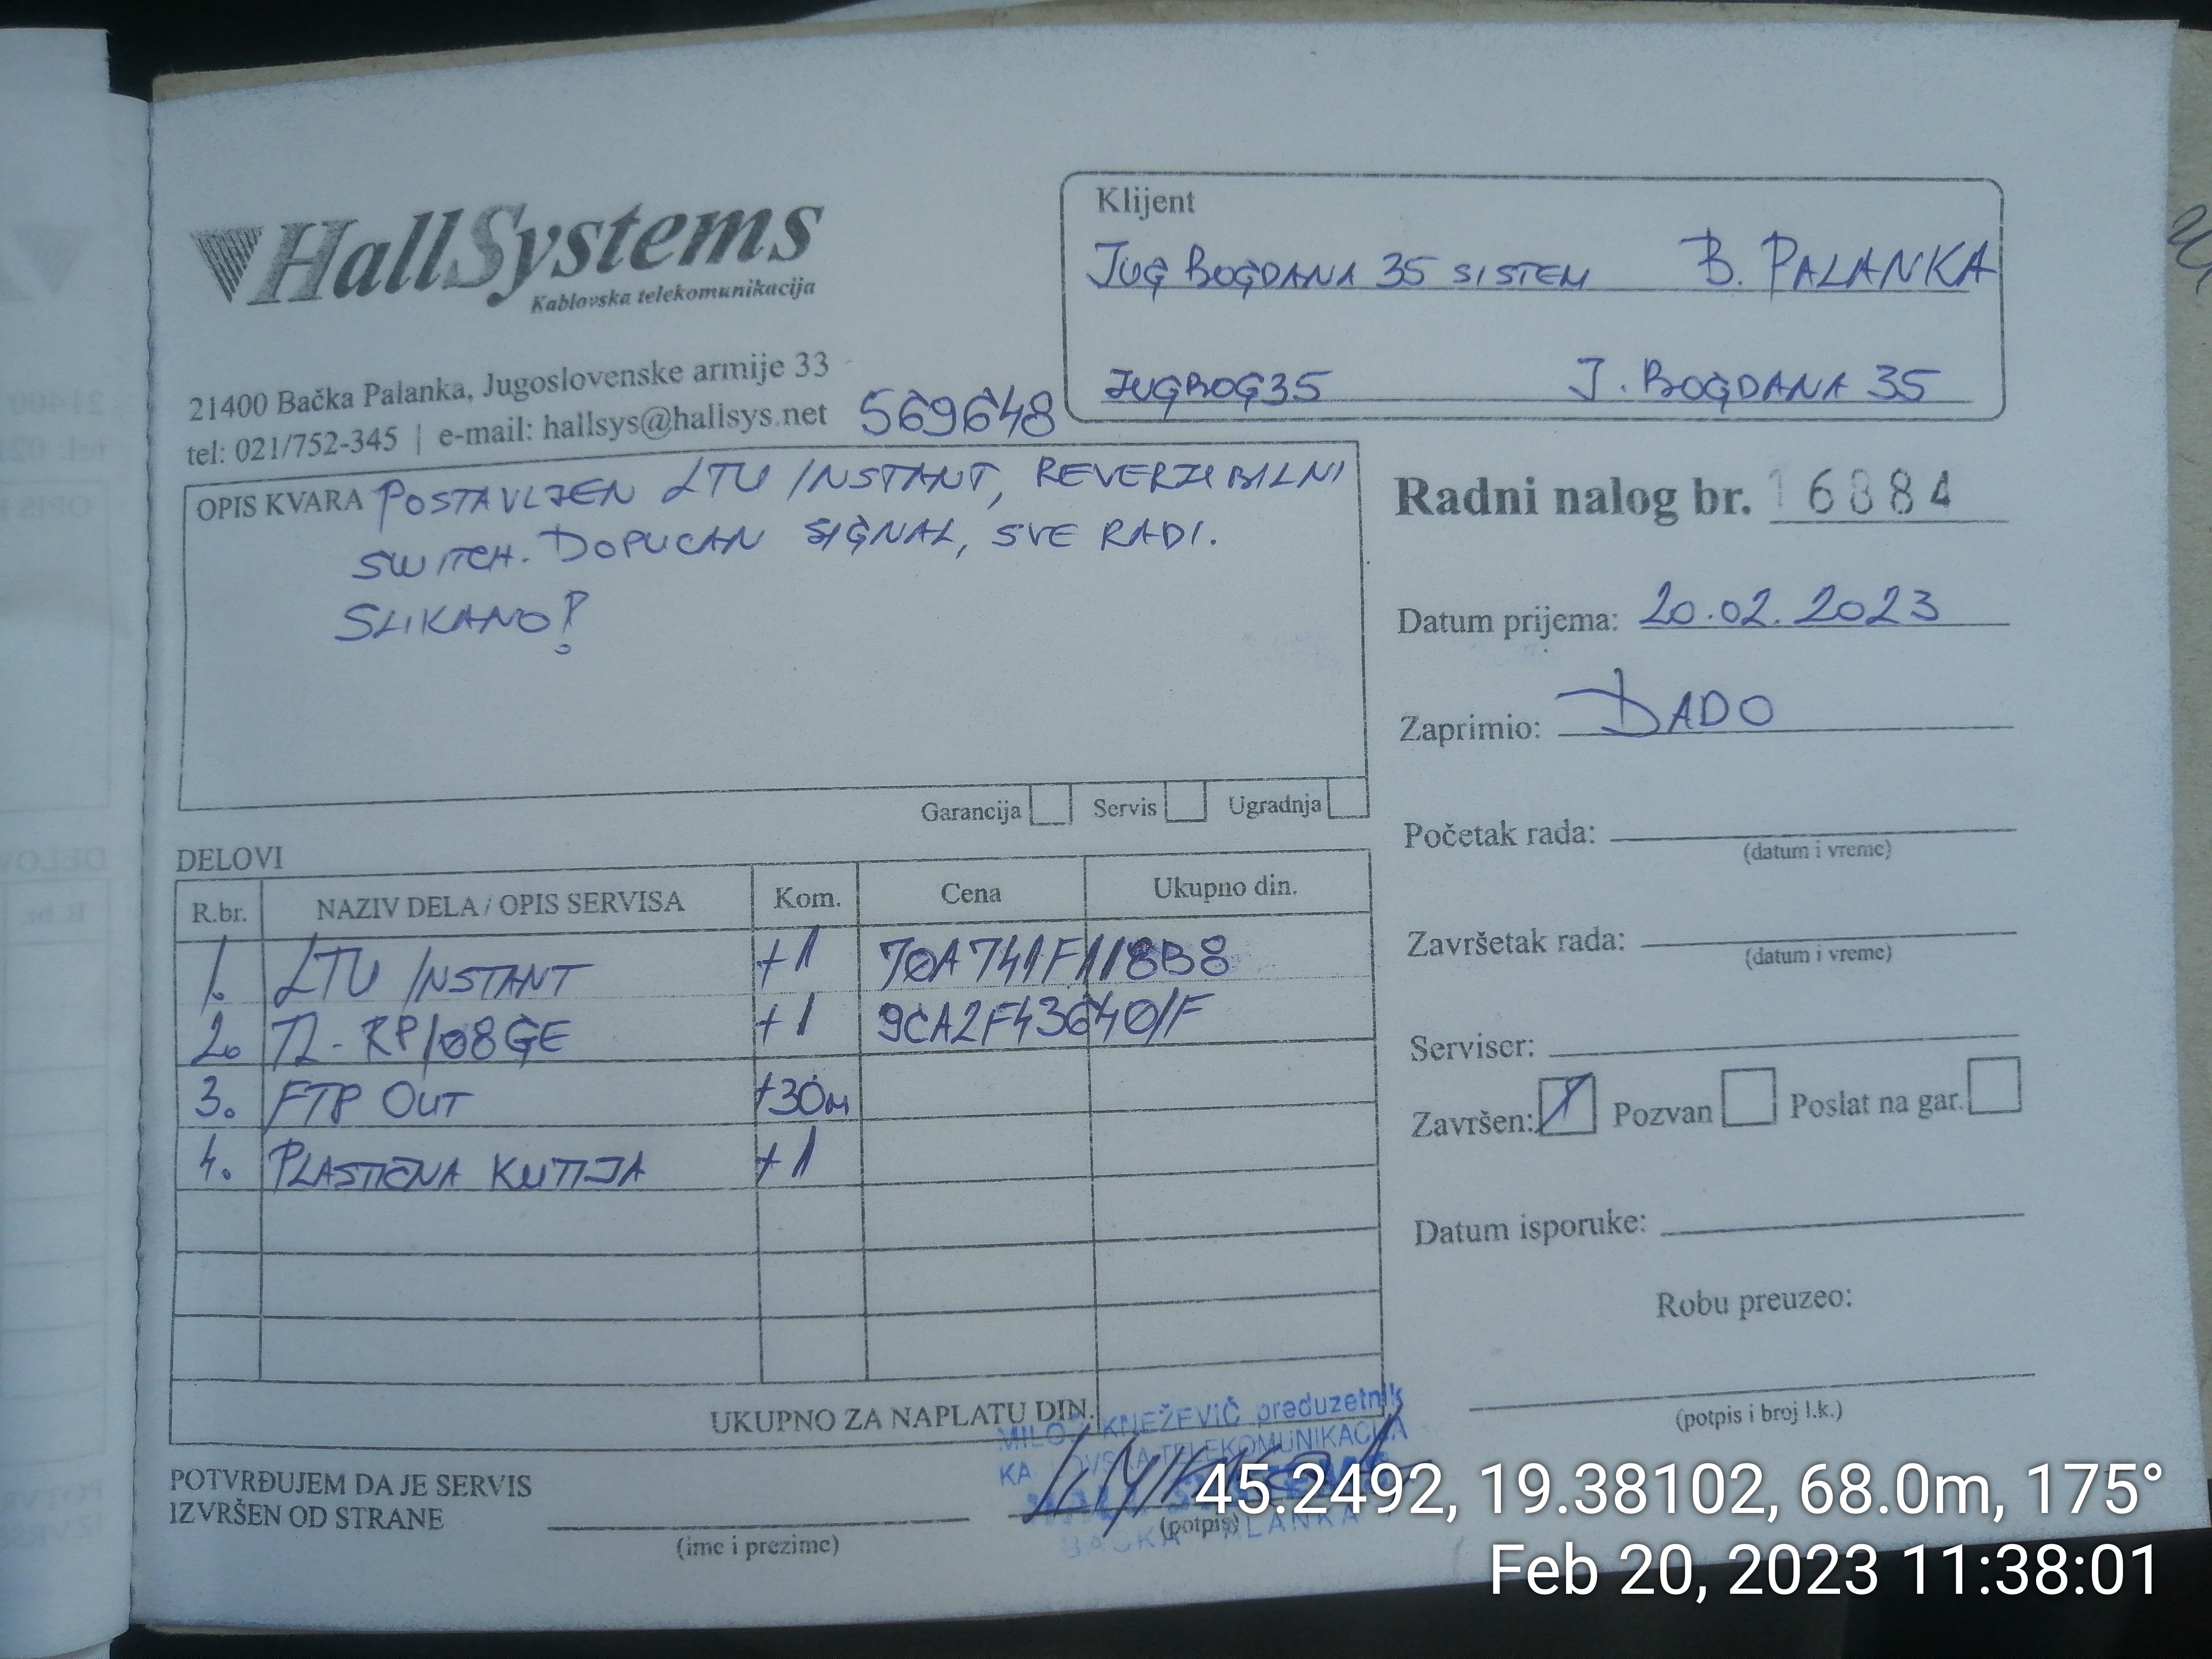 HallSystems
Kablovska telekomunikacija
21400 Bačka Palanka, Jugoslovenske armije 33
tel: 021/752-345 | e-mail: hallsys@hallsys.net
569648
Klijent
JUG BOGDANA 35 SISTEM B. PALANKA
JUGBOG35 J. BOGDANA 35
OPIS KVARA POSTAVLJEN LTU INSTANT, REVERZIBILNI
SWITCH. DOPUCAN SIGNAL, SVE RADI.
SLIKANO!
Garancija Servis Ugradnja
Radni nalog br. 16884
Datum prijema: 20.02.2023
Zaprimio: DADO
Početak rada:
(datum i vreme)
Završetak rada:
(datum i vreme)
Serviser:
Završen: Pozvan Poslat na gar.
Datum isporuke:
Robu preuzeo:
(potpis i broj l.k.)
DELOVI
R.br. NAZIV DELA / OPIS SERVISA Kom. Cena Ukupno din.
1. LTU INSTANT +1 70A741F118B8
2. TL-RP108GE +1 9CA2F436401F
3. FTP OUT +30m
4. PLASTIČNA KUTIJA +1
UKUPNO ZA NAPLATU DIN.
KNEŽEVIĆ preduzetnik
TELEKOMUNIKACIJA
POTVRĐUJEM DA JE SERVIS
IZVRŠEN OD STRANE
(ime i prezime)
(potpis)
45.2492, 19.38102, 68.0m, 175°
Feb 20, 2023 11:38:01